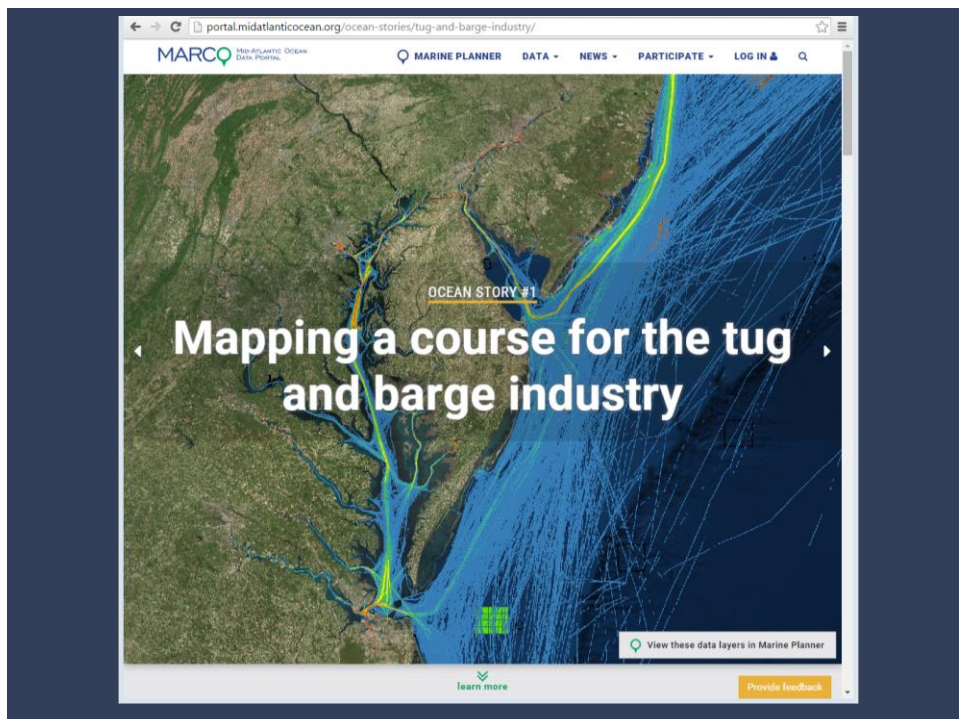 portal.midatlanticocean.org/ocean-stories/tug-and-barge-industry/
MARCO MID-ATLANTIC OCEAN
DATA PORTAL
MARINE PLANNER DATA NEWS PARTICIPATE LOG IN
OCEAN STORY #1
Mapping a course for the tug
and barge industry
View these data layers in Marine Planner
learn more
Provide feedback